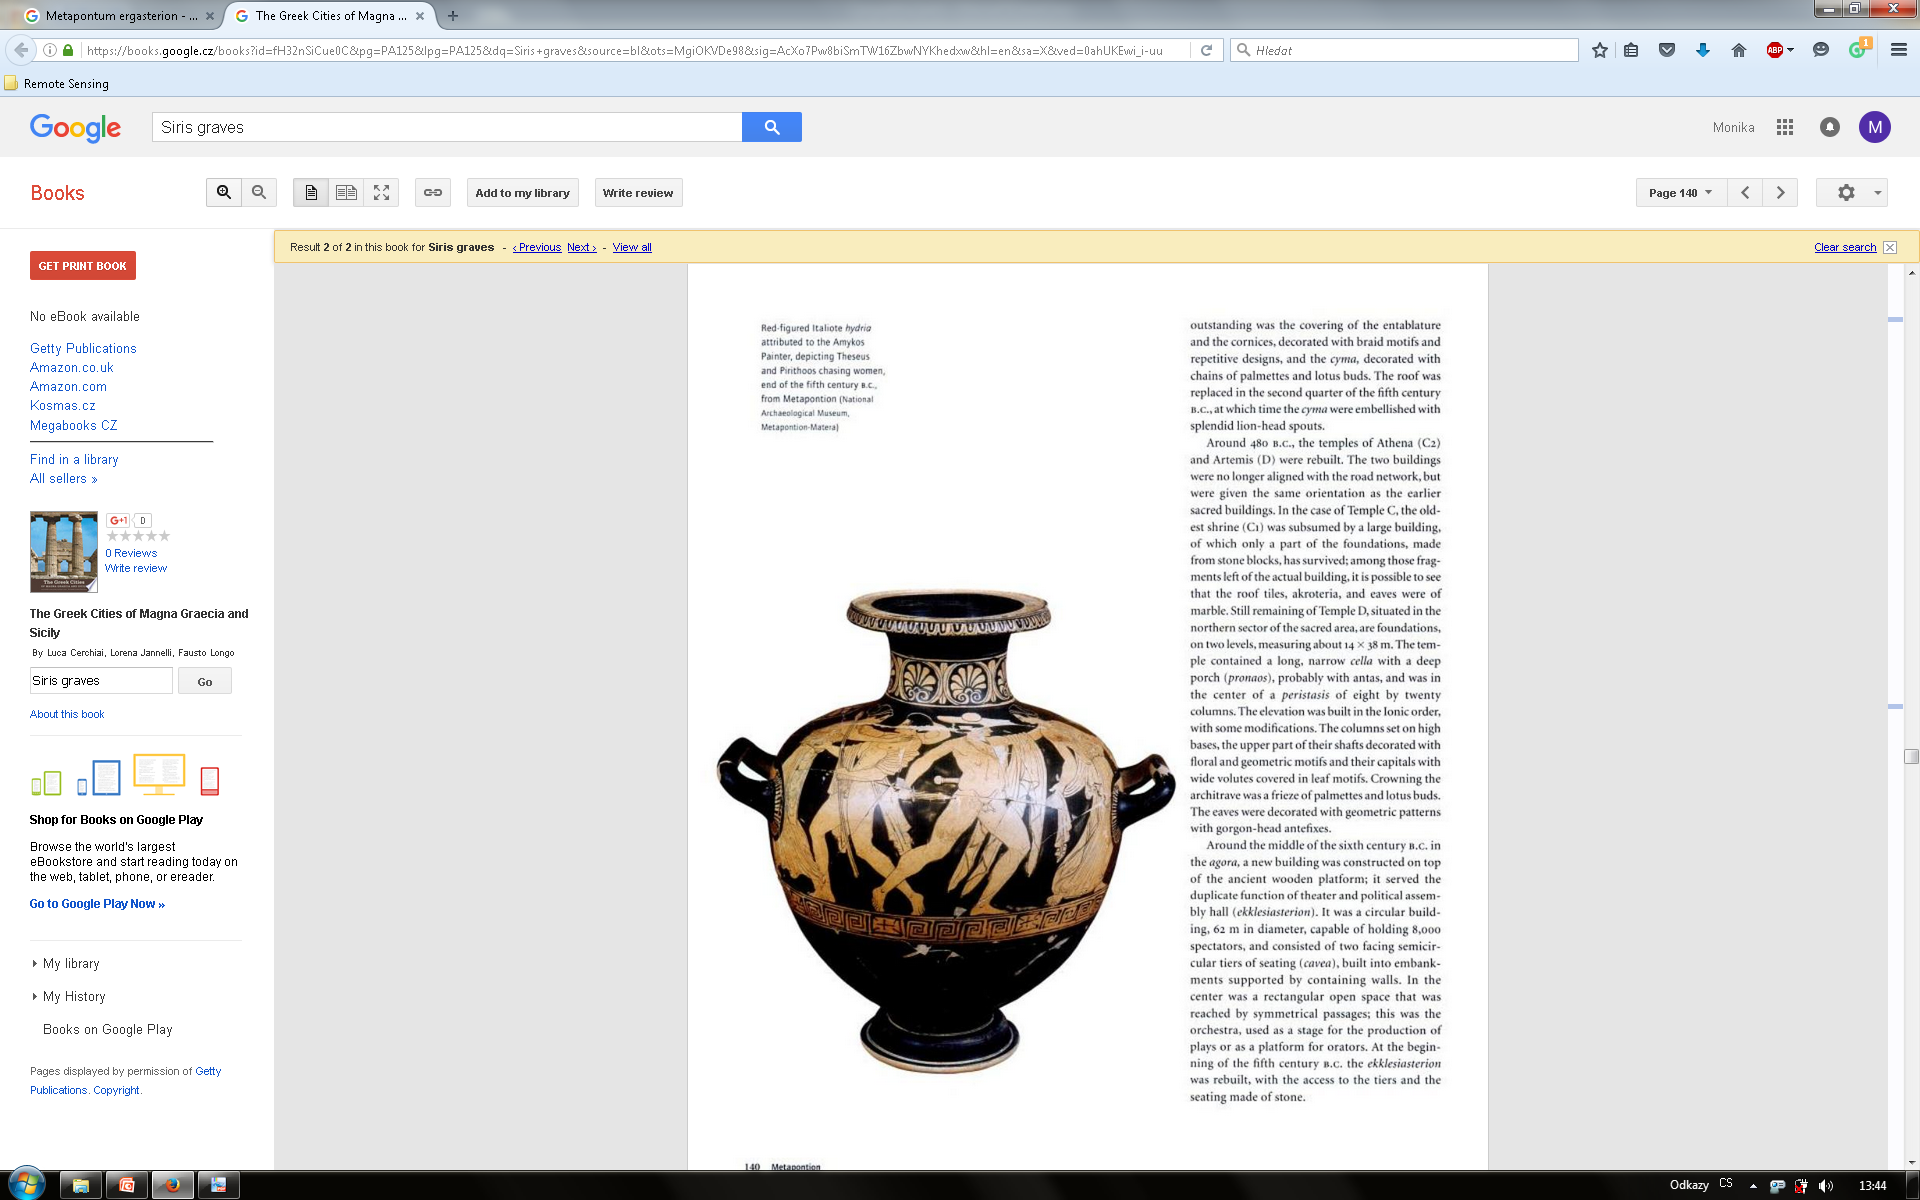 Metapontum ergasterion - ...
The Greek Cities of Magna ...
https://books.google.cz/books?id=fH32nSiCue0C&pg=PA125&lpg=PA125&dq=Siris+graves&source=bl&ots=MgiOKVDe98&sig=AcXo7Pw8biSmTW16ZbwNYKhedxw&hl=en&sa=X&ved=0ahUKEwi_i-uu
Hledat
ABP
1
Remote Sensing
Google
Siris graves
Monika
M
Books
Add to my library
Write review
Page 140
Result 2 of 2 in this book for Siris graves - ‹ Previous Next › - View all
Clear search
GET PRINT BOOK
No eBook available
Getty Publications
Amazon.co.uk
Amazon.com
Kosmas.cz
Megabooks CZ
Find in a library
All sellers »
G+1
0
The Greek Cities
0 Reviews
Write review
The Greek Cities of Magna Graecia and
Sicily
By Luca Cerchiai, Lorena Jannelli, Fausto Longo
Siris graves
Go
About this book
Shop for Books on Google Play
Browse the world's largest
eBookstore and start reading today on
the web, tablet, phone, or ereader.
Go to Google Play Now »
My library
My History
Books on Google Play
Pages displayed by permission of Getty
Publications. Copyright.
Red-figured Italiote hydria
attributed to the Amykos
Painter, depicting Theseus
and Pirithoos chasing women,
end of the fifth century B.C.,
from Metapontion (National
Archaeological Museum,
Metapontion-Matera)
outstanding was the covering of the entablature
and the cornices, decorated with braid motifs and
repetitive designs, and the cyma, decorated with
chains of palmettes and lotus buds. The roof was
replaced in the second quarter of the fifth century
B.C., at which time the cyma were embellished with
splendid lion-head spouts.
Around 480 B.C., the temples of Athena (C2)
and Artemis (D) were rebuilt. The two buildings
were no longer aligned with the road network, but
were given the same orientation as the earlier
sacred buildings. In the case of Temple C, the old-
est shrine (C1) was subsumed by a large building,
of which only a part of the foundations, made
from stone blocks, has survived; among those frag-
ments left of the actual building, it is possible to see
that the roof tiles, akroteria, and eaves were of
marble. Still remaining of Temple D, situated in the
northern sector of the sacred area, are foundations,
on two levels, measuring about 14 × 38 m. The tem-
ple contained a long, narrow cella with a deep
porch (pronaos), probably with antas, and was in
the center of a peristasis of eight by twenty
columns. The elevation was built in the Ionic order,
with some modifications. The columns set on high
bases, the upper part of their shafts decorated with
floral and geometric motifs and their capitals with
wide volutes covered in leaf motifs. Crowning the
architrave was a frieze of palmettes and lotus buds.
The eaves were decorated with geometric patterns
with gorgon-head antefixes.
Around the middle of the sixth century B.C. in
the agora, a new building was constructed on top
of the ancient wooden platform; it served the
duplicate function of theater and political assem-
bly hall (ekklesiasterion). It was a circular build-
ing, 62 m in diameter, capable of holding 8,000
spectators, and consisted of two facing semicir-
cular tiers of seating (cavea), built into embank-
ments supported by containing walls. In the
center was a rectangular open space that was
reached by symmetrical passages; this was the
orchestra, used as a stage for the production of
plays or as a platform for orators. At the begin-
ning of the fifth century B.C. the ekklesiasterion
was rebuilt, with the access to the tiers and the
seating made of stone.
140 Metapontion
Odkazy
CS
13:44